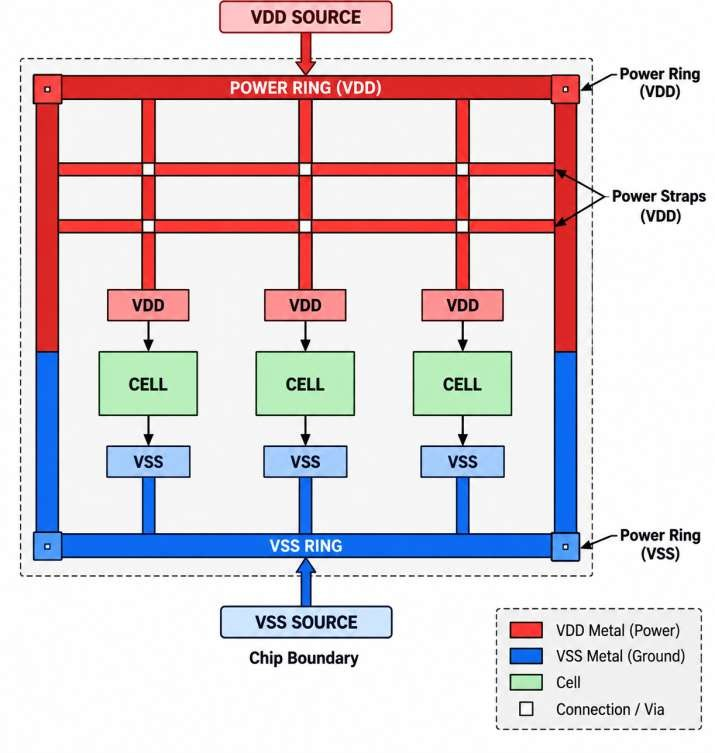 VDD SOURCE
POWER RING (VDD)
Power Ring
(VDD)
Power Straps
(VDD)
VDD
VDD
VDD
CELL
CELL
CELL
VSS
VSS
VSS
VSS RING
Power Ring
(VSS)
VSS SOURCE
Chip Boundary
VDD Metal (Power)
VSS Metal (Ground)
Cell
Connection / Via